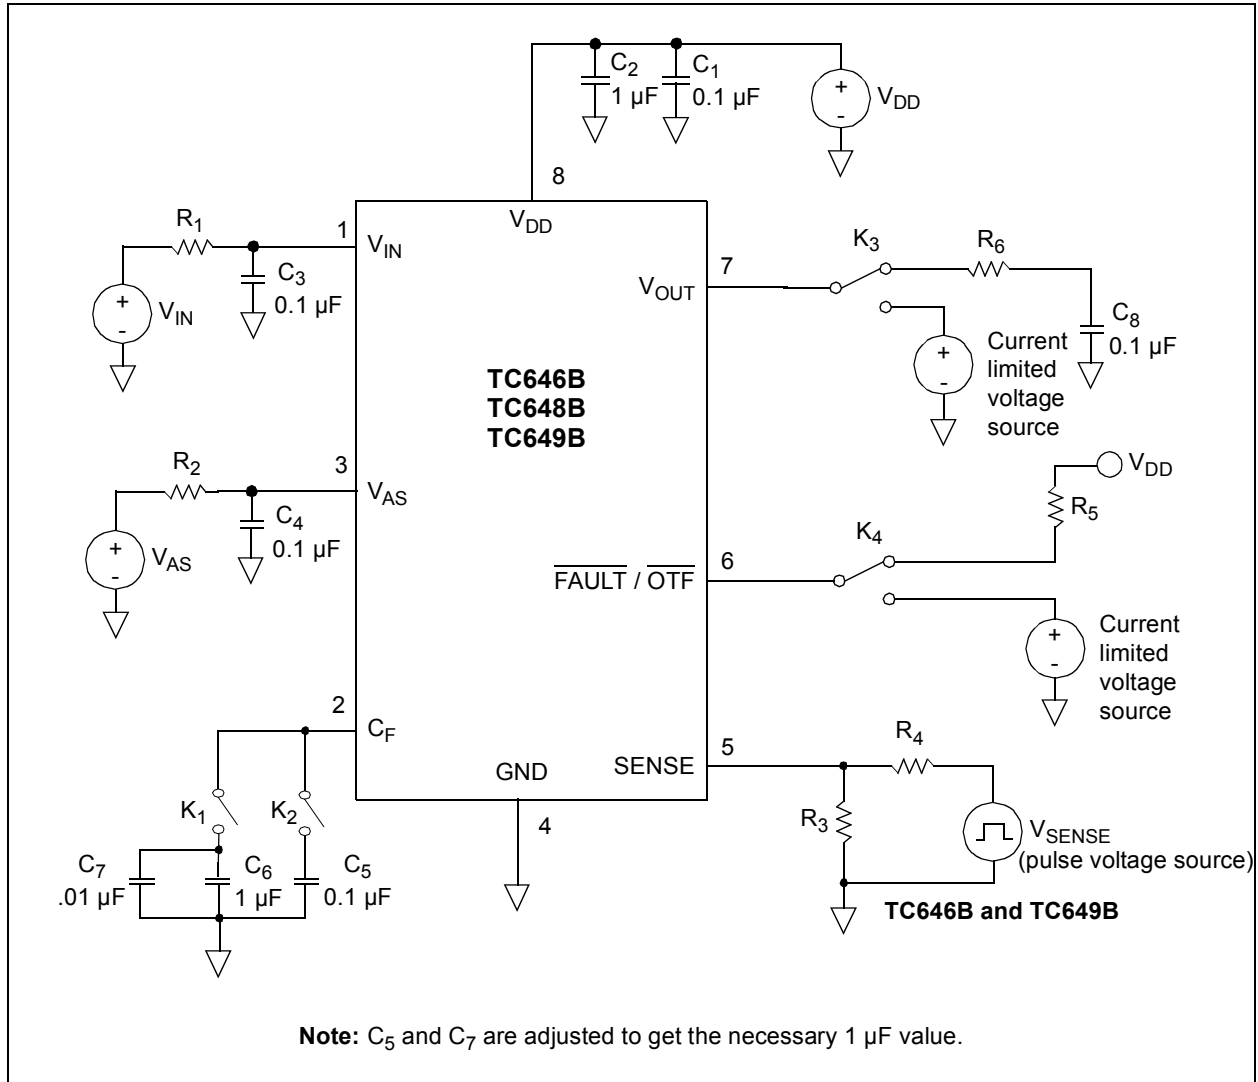 C2
1 µF
C1
0.1 µF
+
-
VDD
8
VDD
R1
1
VIN
C3
0.1 µF
+
-
VIN
7
VOUT
K3
R6
C8
0.1 µF
+
-
Current
limited
voltage
source
TC646B
TC648B
TC649B
R2
3
VAS
C4
0.1 µF
+
-
VAS
VDD
R5
K4
6
FAULT / OTF
+
-
Current
limited
voltage
source
2
CF
K1
K2
C7
.01 µF
C6
1 µF
C5
0.1 µF
GND
4
SENSE
5
R4
R3
VSENSE
(pulse voltage source)
TC646B and TC649B
Note: C5 and C7 are adjusted to get the necessary 1 µF value.